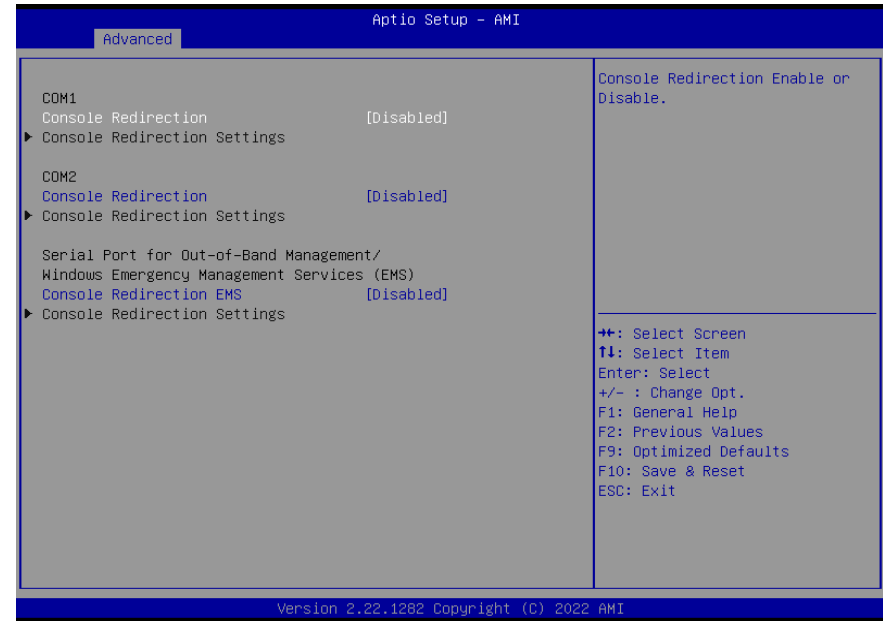 Aptio Setup – AMI
Advanced
COM1
Console Redirection [Disabled]
Console Redirection Settings
COM2
Console Redirection [Disabled]
Console Redirection Settings
Serial Port for Out-of-Band Management/
Windows Emergency Management Services (EMS)
Console Redirection EMS [Disabled]
Console Redirection Settings
Console Redirection Enable or
Disable.
→←: Select Screen
↑↓: Select Item
Enter: Select
+/- : Change Opt.
F1: General Help
F2: Previous Values
F9: Optimized Defaults
F10: Save & Reset
ESC: Exit
Version 2.22.1282 Copyright (C) 2022 AMI